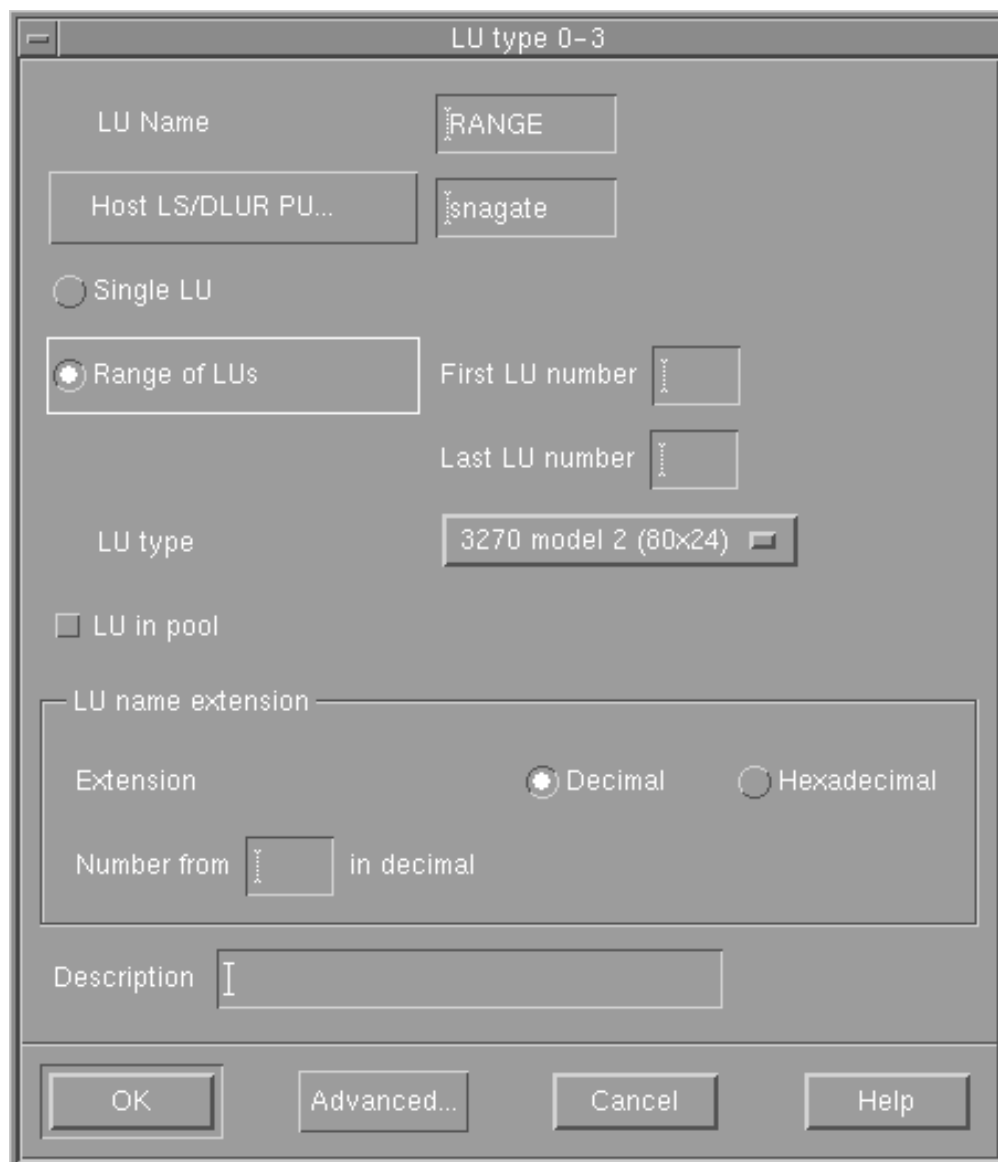 LU type 0-3
LU Name RANGE
Host LS/DLUR PU... snagate
Single LU
Range of LUs First LU number
Last LU number
LU type 3270 model 2 (80x24)
LU in pool
LU name extension
Extension Decimal Hexadecimal
Number from in decimal
Description
OK Advanced... Cancel Help